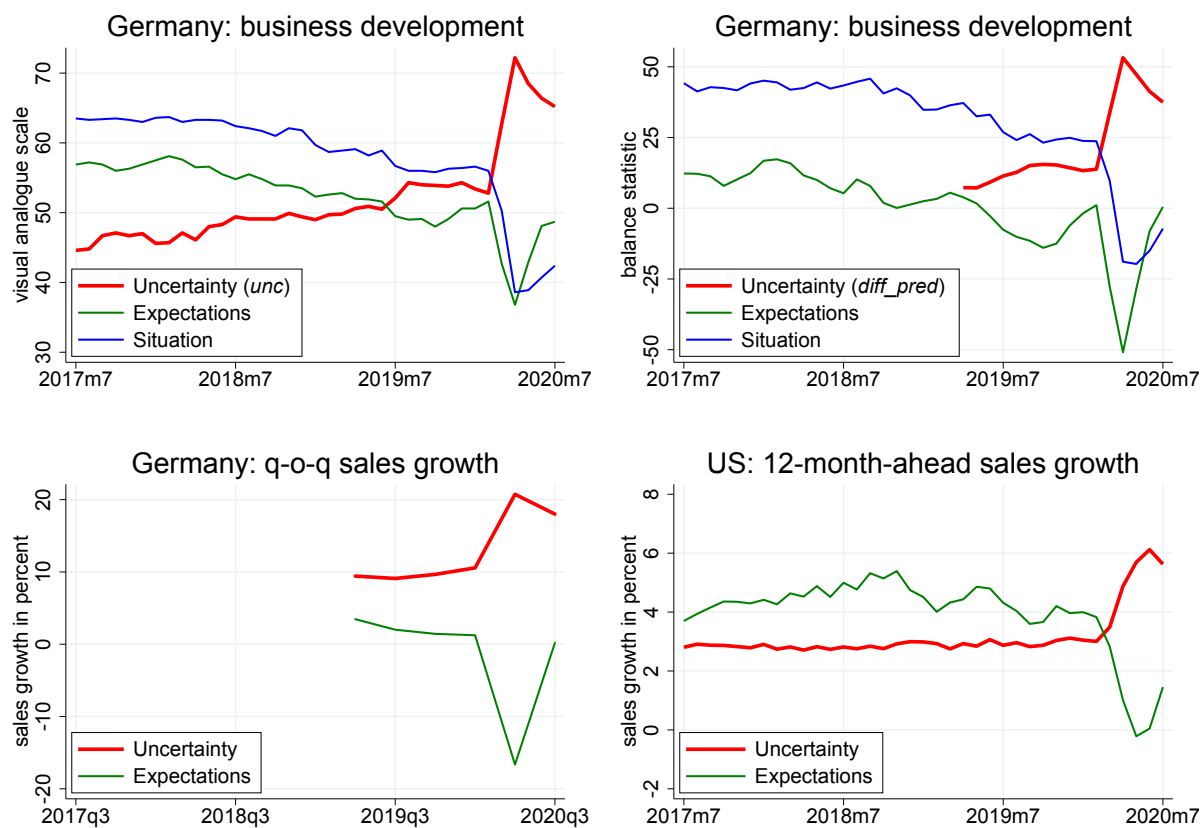 Germany: business development
visual analogue scale
70
60
50
40
30
Uncertainty (unc)
Expectations
Situation
2017m7 2018m7 2019m7 2020m7
Germany: business development
balance statistic
50
25
0
-25
-50
Uncertainty (diff_pred)
Expectations
Situation
2017m7 2018m7 2019m7 2020m7
Germany: q-o-q sales growth
sales growth in percent
20
10
0
-10
-20
Uncertainty
Expectations
2017q3 2018q3 2019q3 2020q3
US: 12-month-ahead sales growth
sales growth in percent
8
6
4
2
0
-2
Uncertainty
Expectations
2017m7 2018m7 2019m7 2020m7